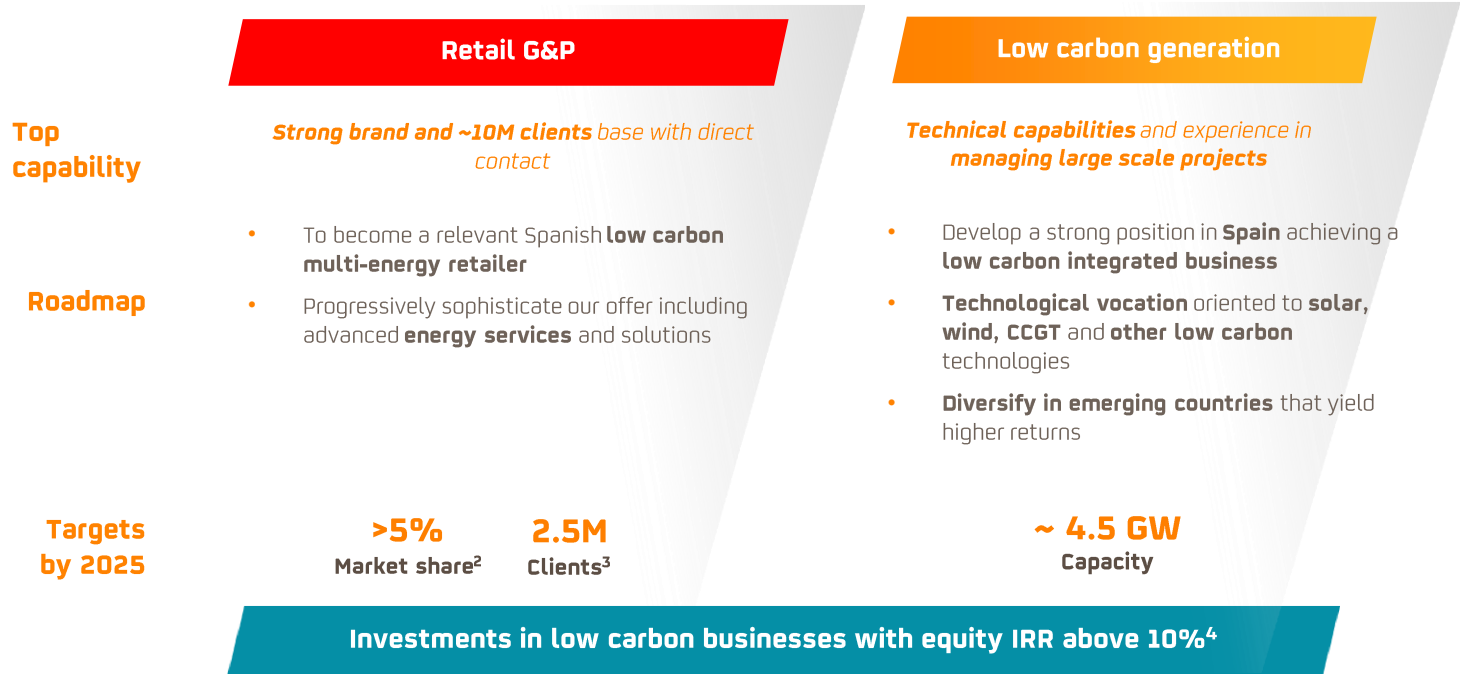 Retail G&P
Low carbon generation
Top
capability
Strong brand and ~10M clients base with direct
contact
Technical capabilities and experience in
managing large scale projects
Roadmap
• To become a relevant Spanish low carbon
multi-energy retailer
• Progressively sophisticate our offer including
advanced energy services and solutions
• Develop a strong position in Spain achieving a
low carbon integrated business
• Technological vocation oriented to solar,
wind, CCGT and other low carbon
technologies
• Diversify in emerging countries that yield
higher returns
Targets
by 2025
>5%
Market share²
2.5M
Clients³
~ 4.5 GW
Capacity
Investments in low carbon businesses with equity IRR above 10%⁴